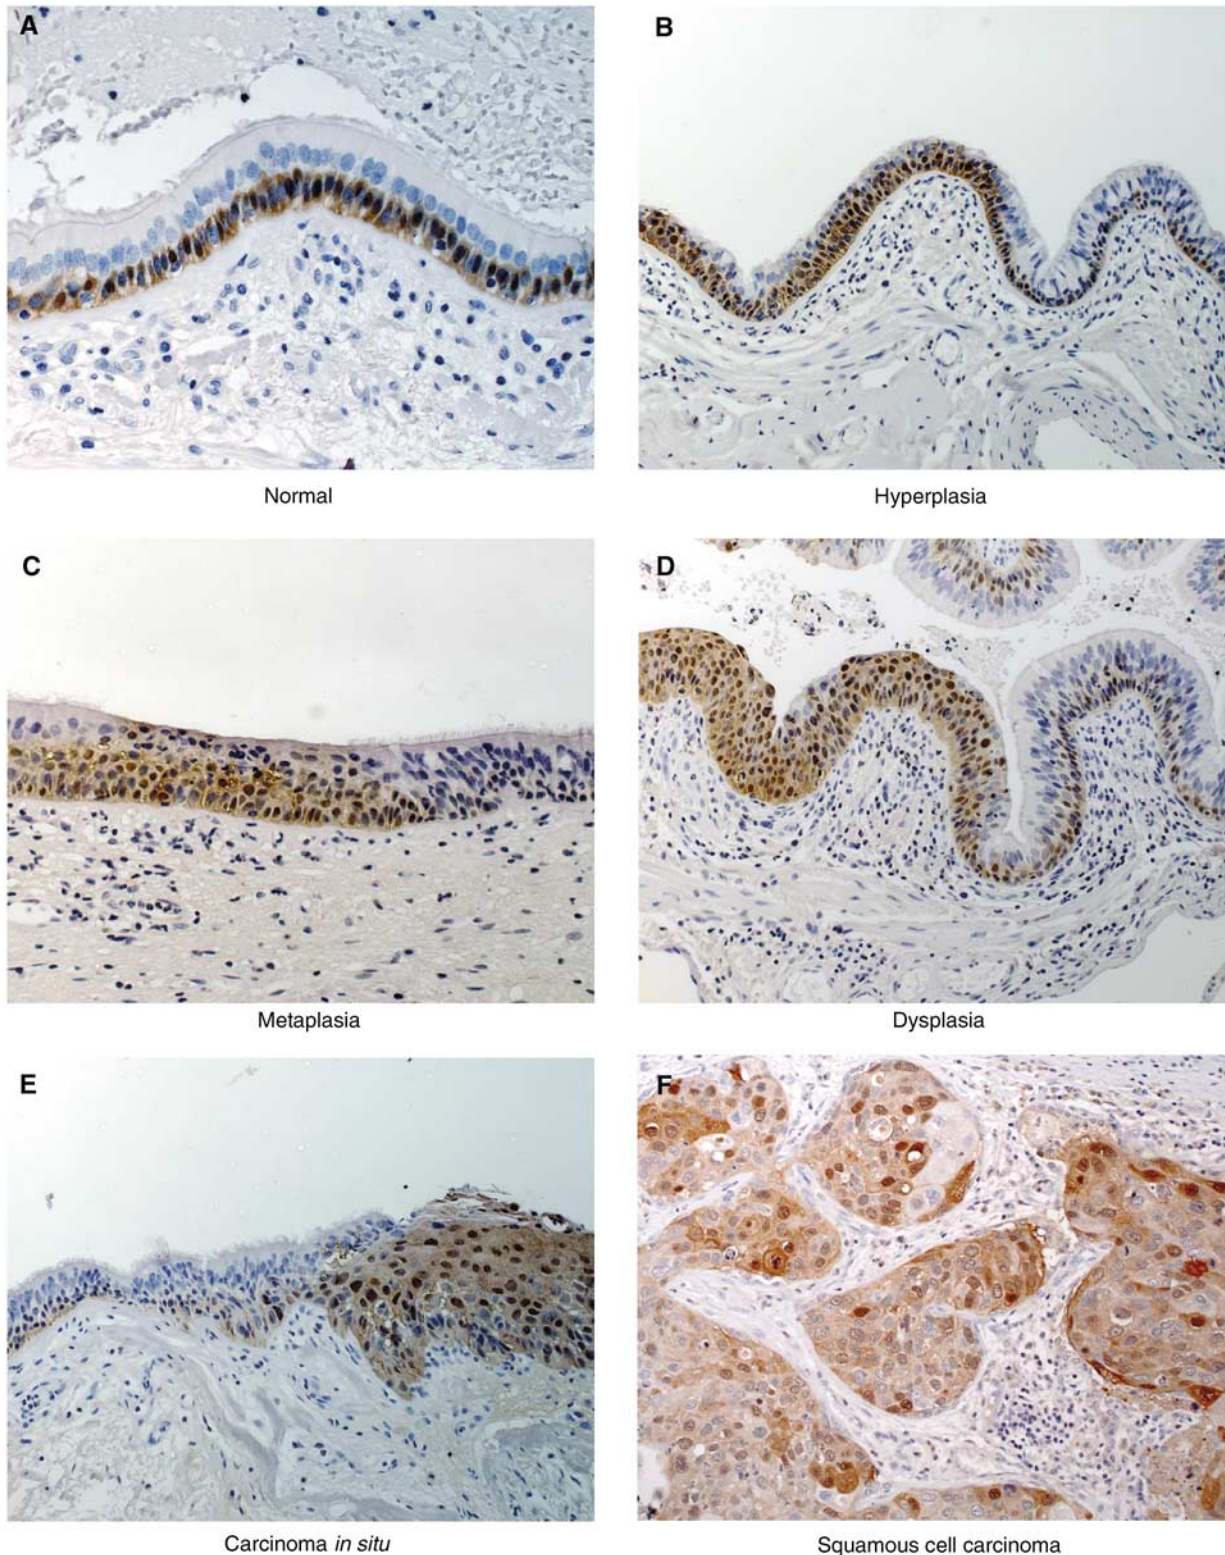 A
B
Normal
Hyperplasia
C
D
Metaplasia
Dysplasia
E
F
Carcinoma in situ
Squamous cell carcinoma